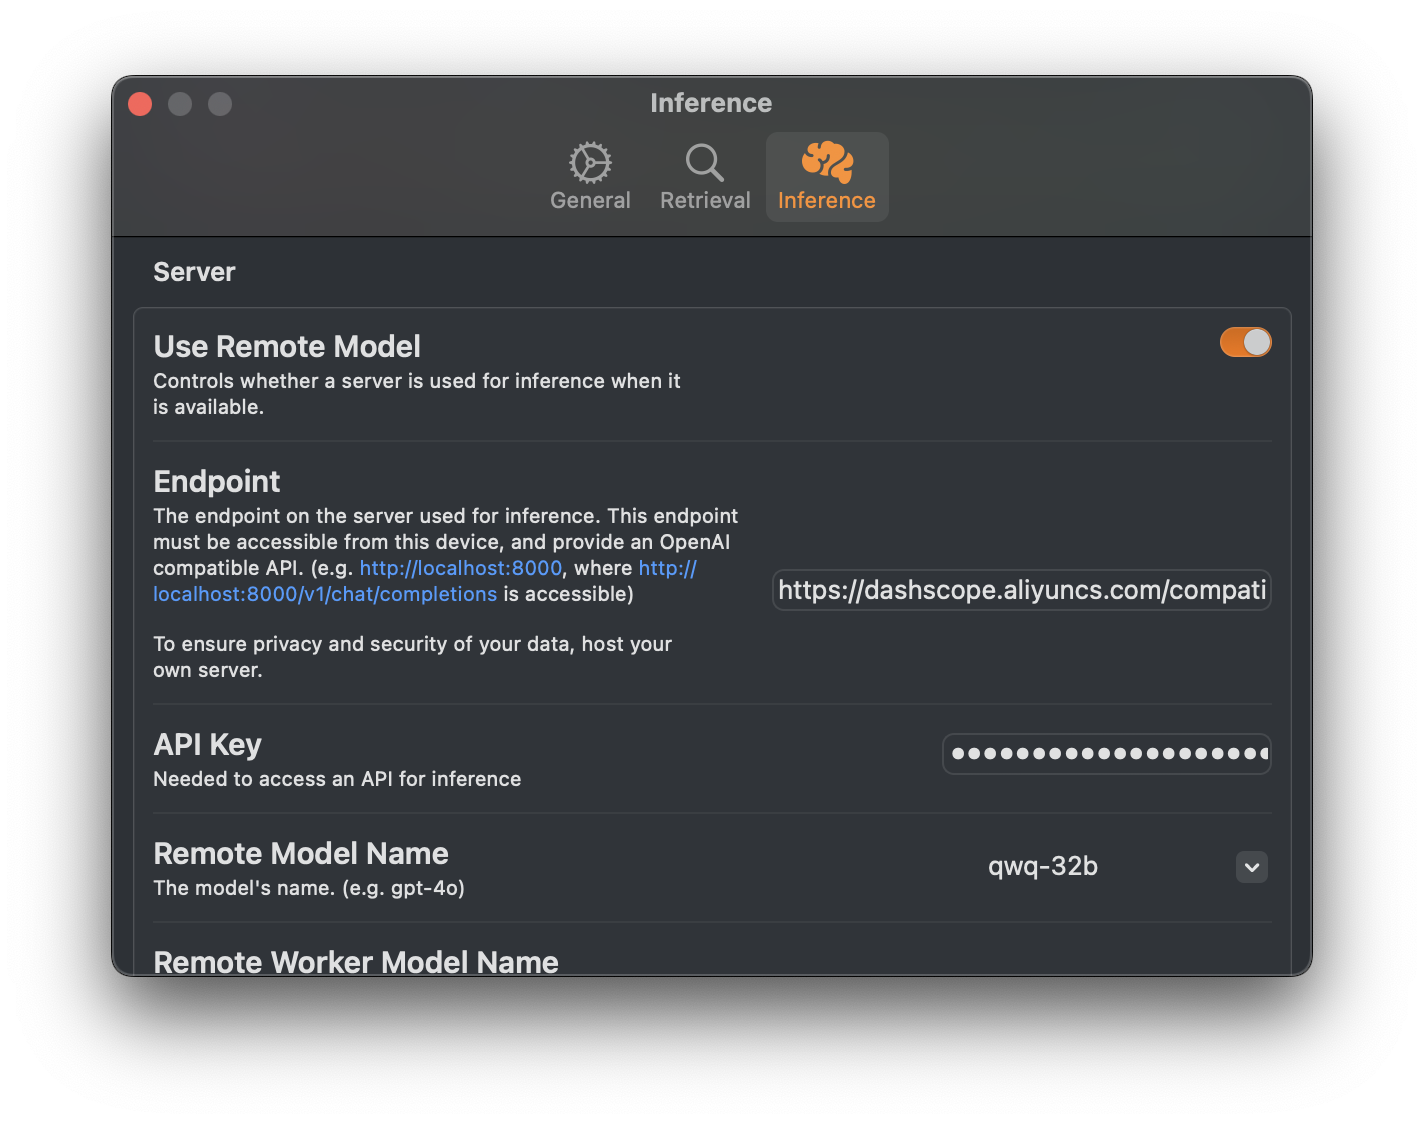 Inference
General
Retrieval
Inference
Server
Use Remote Model
Controls whether a server is used for inference when it
is available.
Endpoint
The endpoint on the server used for inference. This endpoint
must be accessible from this device, and provide an OpenAI
compatible API. (e.g. http://localhost:8000, where http://
localhost:8000/v1/chat/completions is accessible)
https://dashscope.aliyuncs.com/compati
To ensure privacy and security of your data, host your
own server.
API Key
Needed to access an API for inference
Remote Model Name
The model's name. (e.g. gpt-4o)
qwq-32b
Remote Worker Model Name